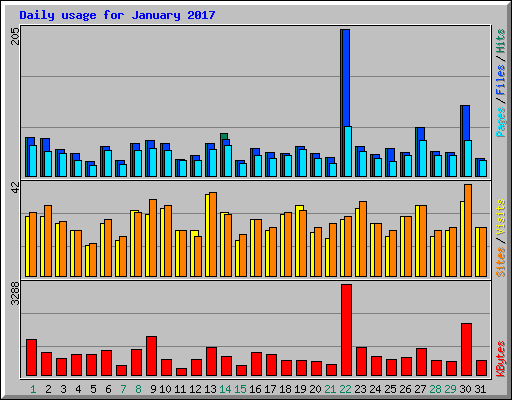 Daily usage for January 2017
205
Pages / Files / Hits
42
Sites / Visits
3288
KBytes
1 2 3 4 5 6 7 8 9 10 11 12 13 14 15 16 17 18 19 20 21 22 23 24 25 26 27 28 29 30 31